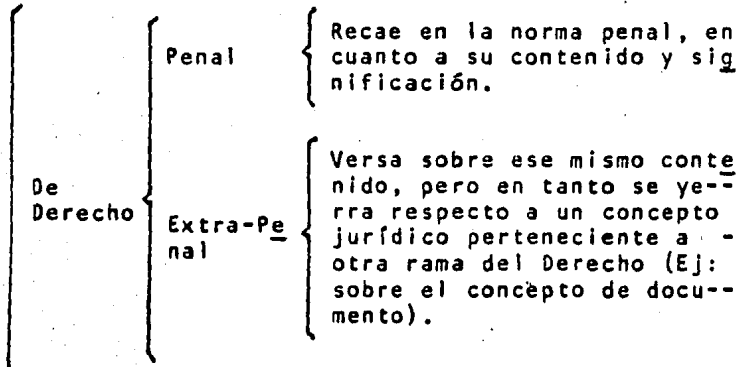 Penal
Recae en la norma penal, en
cuanto a su contenido y sig
nificación.
De
Derecho
Extra-Pe
nal
Versa sobre ese mismo conte
nido, pero en tanto se ye--
rra respecto a un concepto
jurídico perteneciente a -
otra rama del Derecho (Ej:
sobre el concepto de docu--
mento).